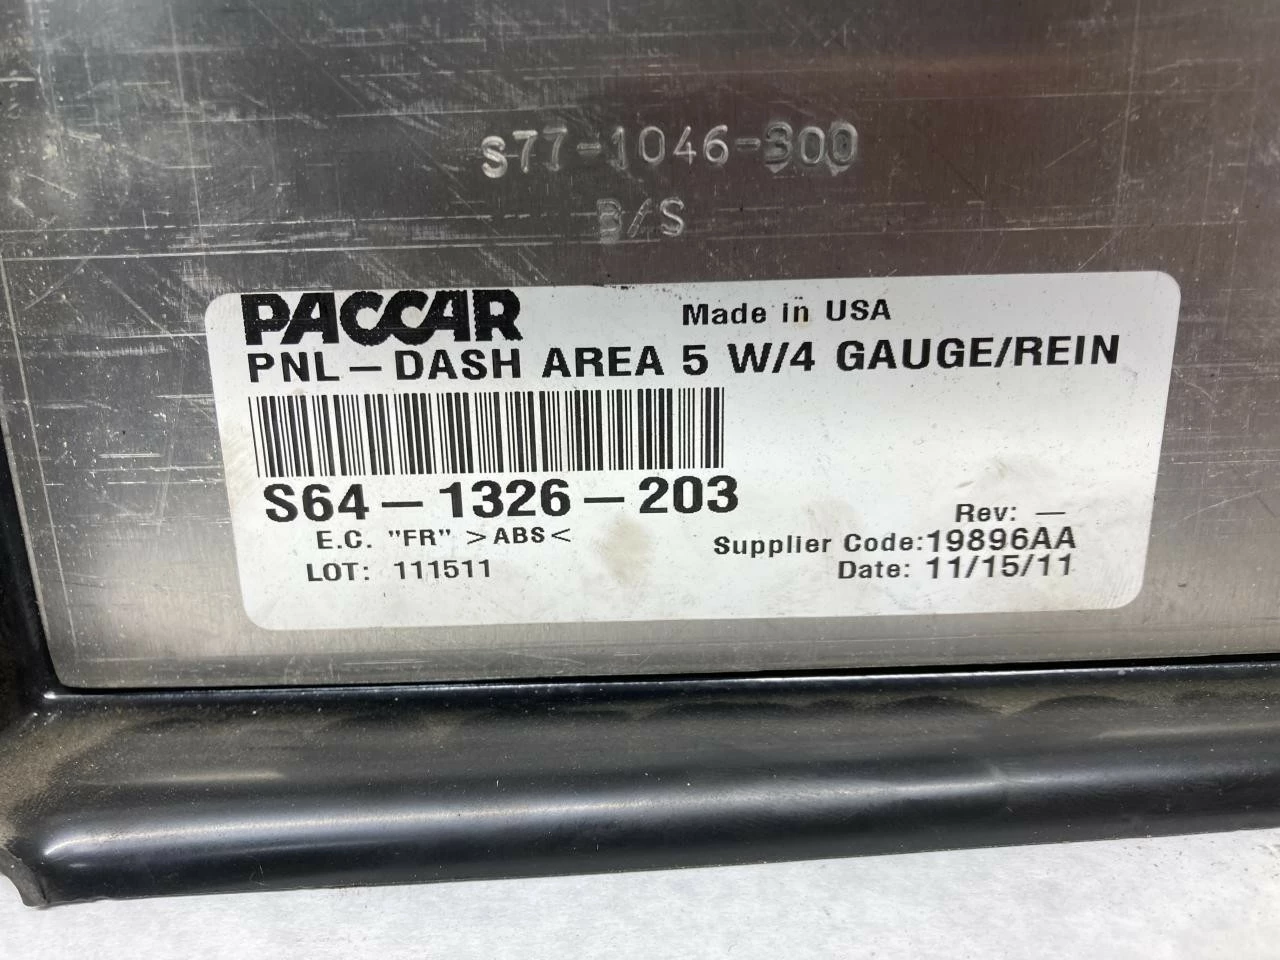 S77-1046-300
B/S
PACCAR Made in USA
PNL-DASH AREA 5 W/4 GAUGE/REIN
S64-1326-203
Rev: —
E.C. "FR" >ABS<
Supplier Code:19896AA
LOT: 111511
Date: 11/15/11